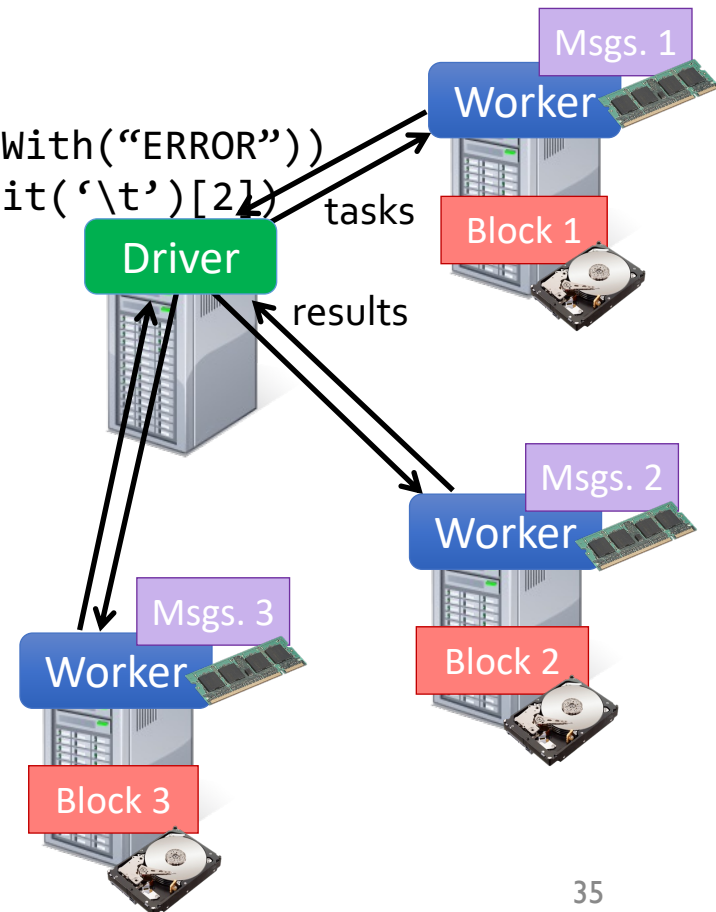 Msgs. 1
Worker
With(“ERROR”))
it(‘\t’)[2])
tasks
Block 1
Driver
results
Msgs. 2
Worker
Msgs. 3
Block 2
Worker
Block 3
35